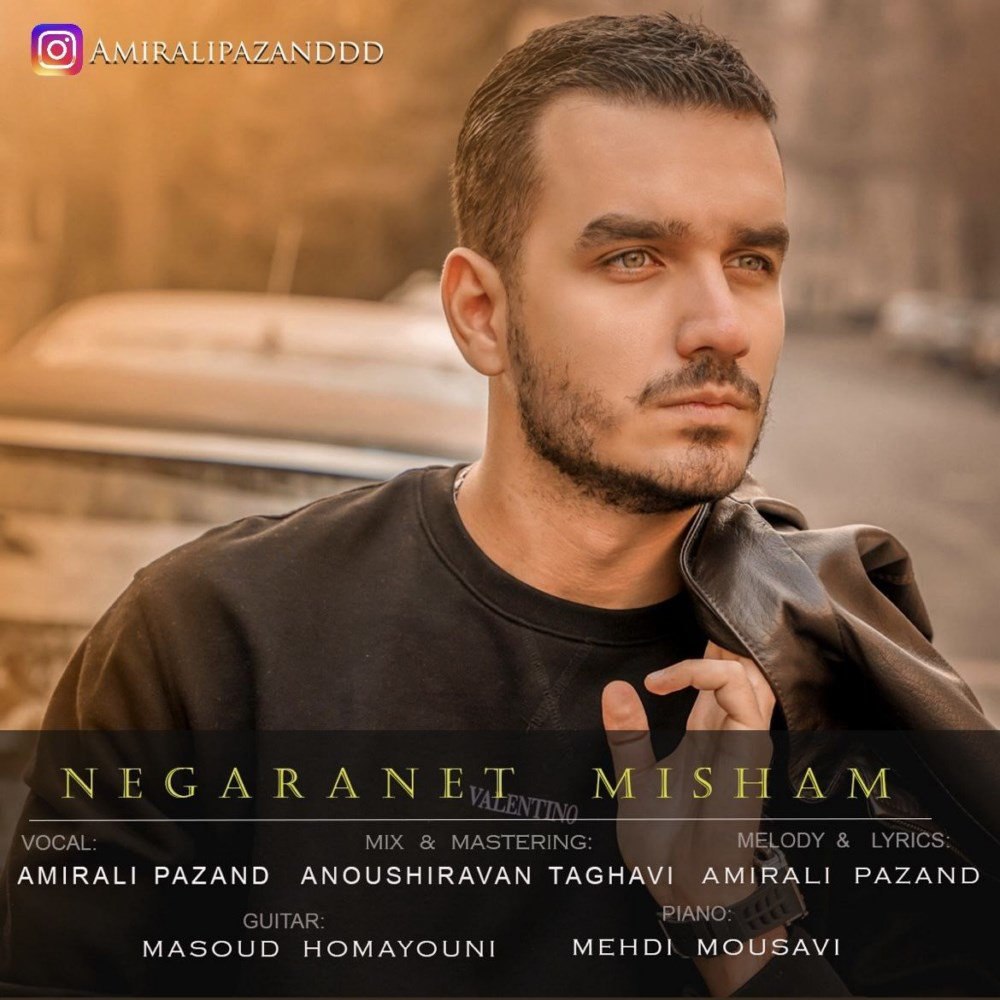 AMIRALIPAZANDDD
NEGARANET MISHAM
VALENTINO
VOCAL: MIX & MASTERING: MELODY & LYRICS:
AMIRALI PAZAND ANOUSHIRAVAN TAGHAVI AMIRALI PAZAND
GUITAR: PIANO:
MASOUD HOMAYOUNI MEHDI MOUSAVI